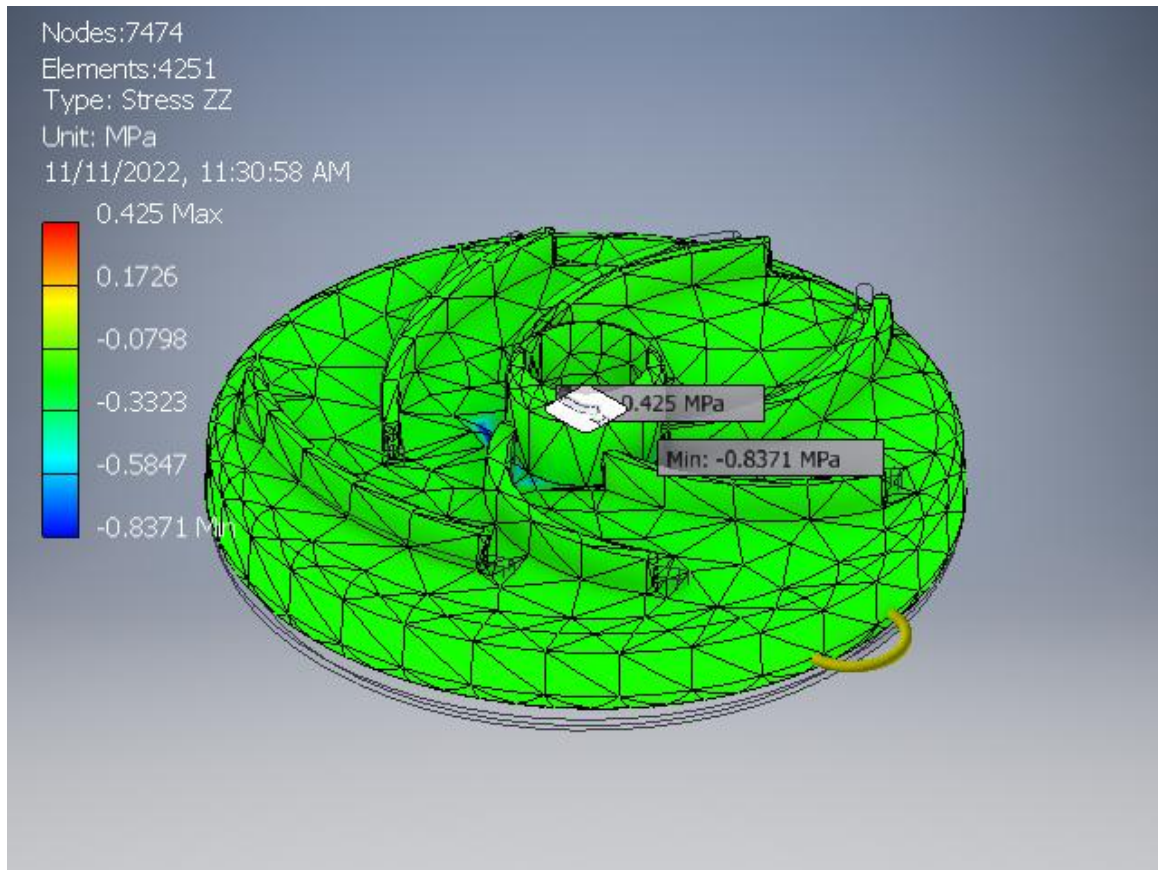 Nodes:7474
Elements:4251
Type: Stress ZZ
Unit: MPa
11/11/2022, 11:30:58 AM
0.425 Max
0.1726
-0.0798
-0.3323
-0.5847
-0.8371 Min
0.425 MPa
Min: -0.8371 MPa